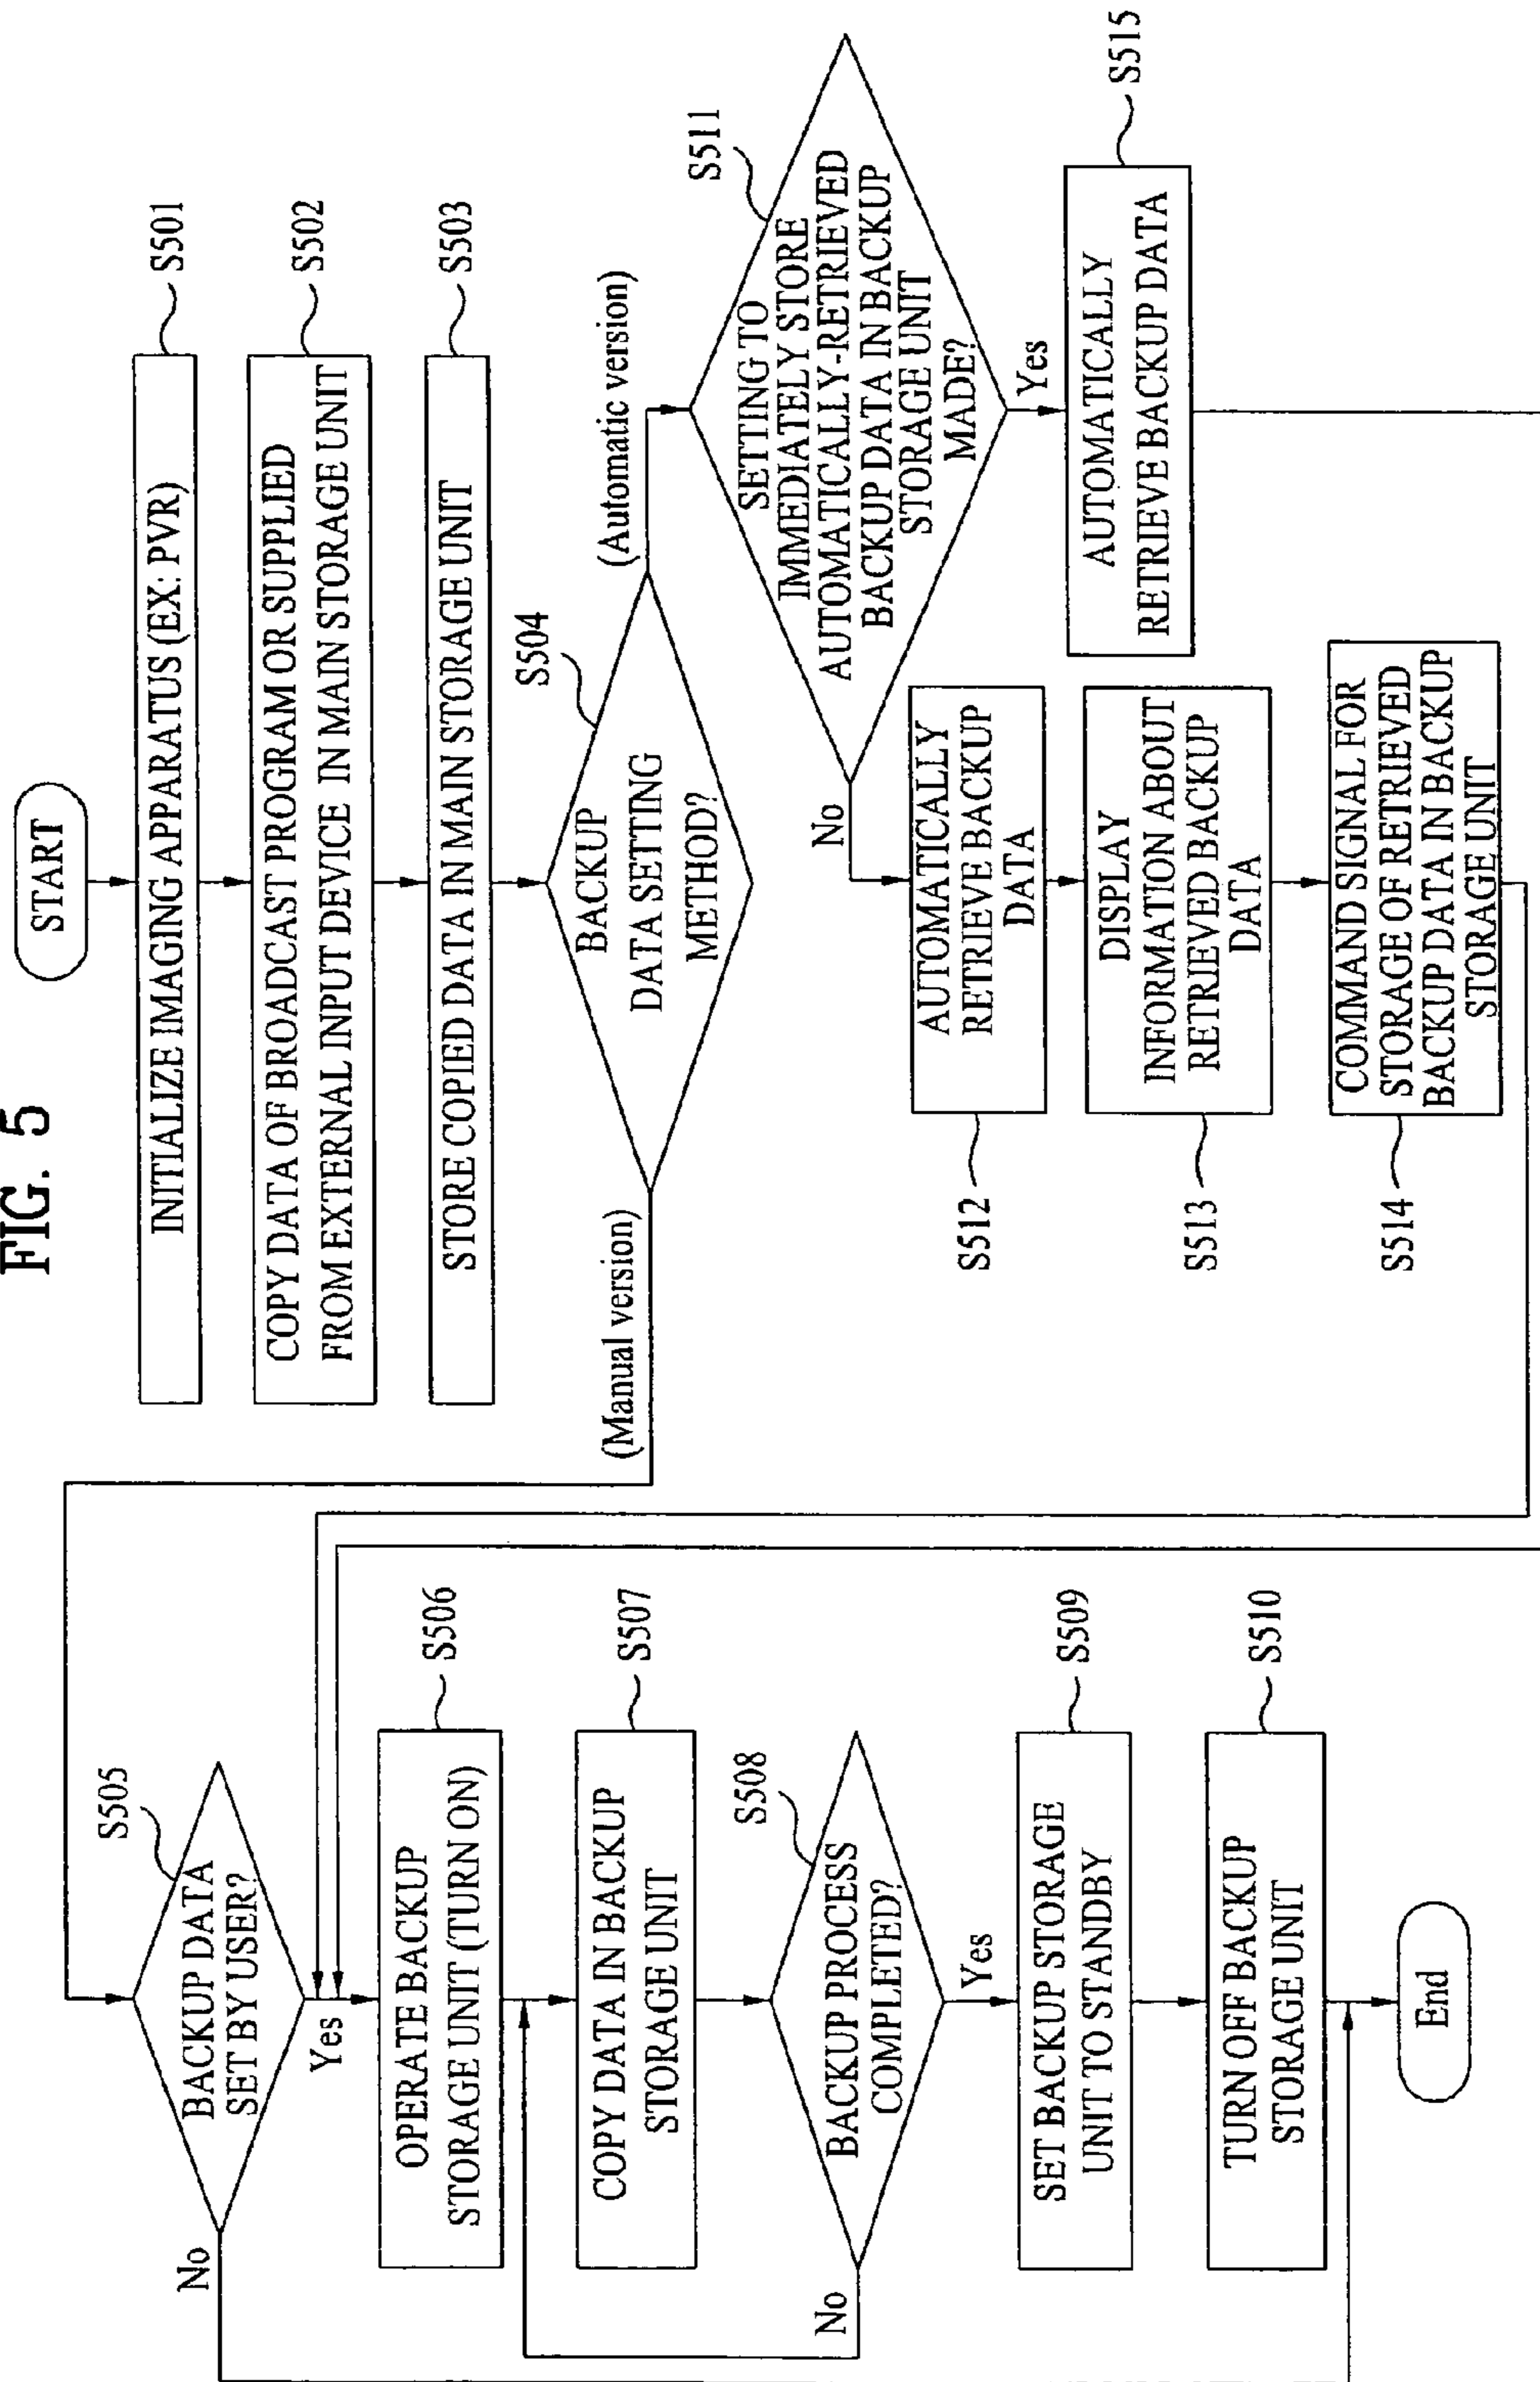 FIG. 5
START
INITIALIZE IMAGING APPARATUS (EX: PVR)
S501
COPY DATA OF BROADCAST PROGRAM OR SUPPLIED
FROM EXTERNAL INPUT DEVICE IN MAIN STORAGE UNIT
S502
STORE COPIED DATA IN MAIN STORAGE UNIT
S503
BACKUP
DATA SETTING
METHOD?
S504
(Manual version)
(Automatic version)
BACKUP DATA
SET BY USER?
S505
No
Yes
OPERATE BACKUP
STORAGE UNIT (TURN ON)
S506
COPY DATA IN BACKUP
STORAGE UNIT
S507
BACKUP PROCESS
COMPLETED?
S508
No
Yes
SET BACKUP STORAGE
UNIT TO STANDBY
S509
TURN OFF BACKUP
STORAGE UNIT
S510
End
SETTING TO
IMMEDIATELY STORE
AUTOMATICALLY-RETRIEVED
BACKUP DATA IN BACKUP
STORAGE UNIT
MADE?
S511
No
Yes
AUTOMATICALLY
RETRIEVE BACKUP
DATA
S512
DISPLAY
INFORMATION ABOUT
RETRIEVED BACKUP
DATA
S513
COMMAND SIGNAL FOR
STORAGE OF RETRIEVED
BACKUP DATA IN BACKUP
STORAGE UNIT
S514
AUTOMATICALLY
RETRIEVE BACKUP DATA
S515